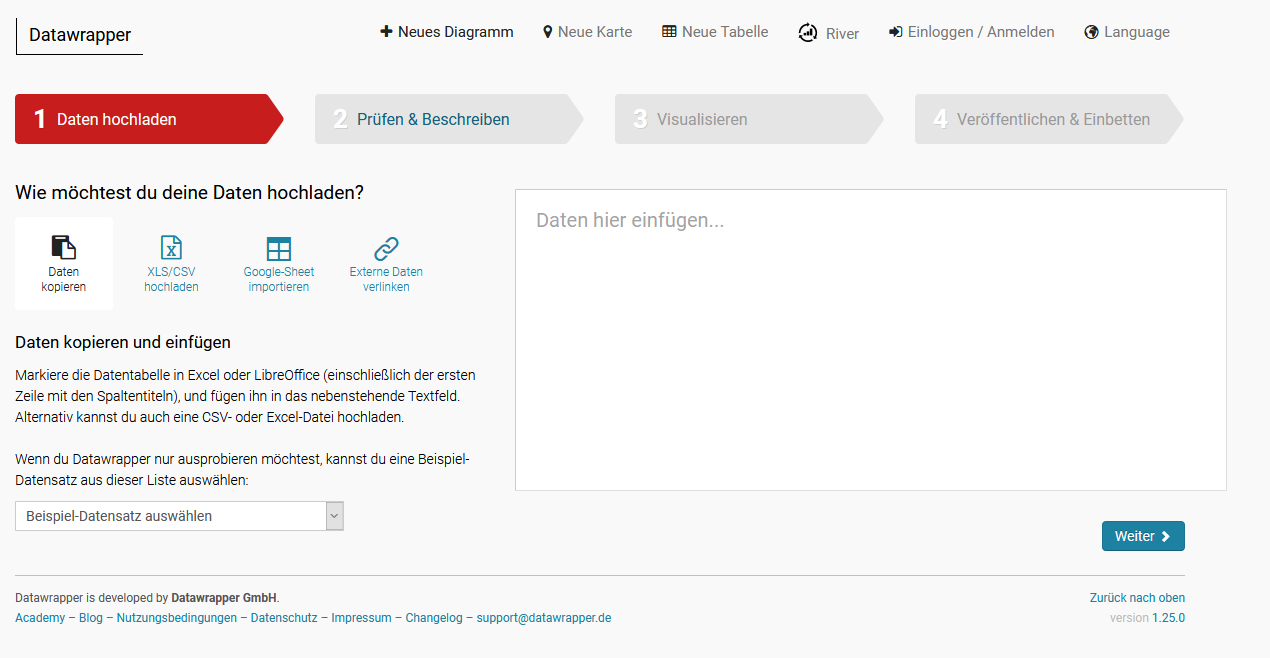 Datawrapper
Neues Diagramm
Neue Karte
Neue Tabelle
River
Einloggen / Anmelden
Language
1 Daten hochladen
2 Prüfen & Beschreiben
3 Visualisieren
4 Veröffentlichen & Einbetten
Wie möchtest du deine Daten hochladen?
Daten
kopieren
XLS/CSV
hochladen
Google-Sheet
importieren
Externe Daten
verlinken
Daten kopieren und einfügen
Markiere die Datentabelle in Excel oder LibreOffice (einschließlich der ersten
Zeile mit den Spaltentiteln), und fügen ihn in das nebenstehende Textfeld.
Alternativ kannst du auch eine CSV- oder Excel-Datei hochladen.
Wenn du Datawrapper nur ausprobieren möchtest, kannst du eine Beispiel-
Datensatz aus dieser Liste auswählen:
Beispiel-Datensatz auswählen
Daten hier einfügen...
Weiter
Datawrapper is developed by Datawrapper GmbH.
Academy – Blog – Nutzungsbedingungen – Datenschutz – Impressum – Changelog – support@datawrapper.de
Zurück nach oben
version 1.25.0